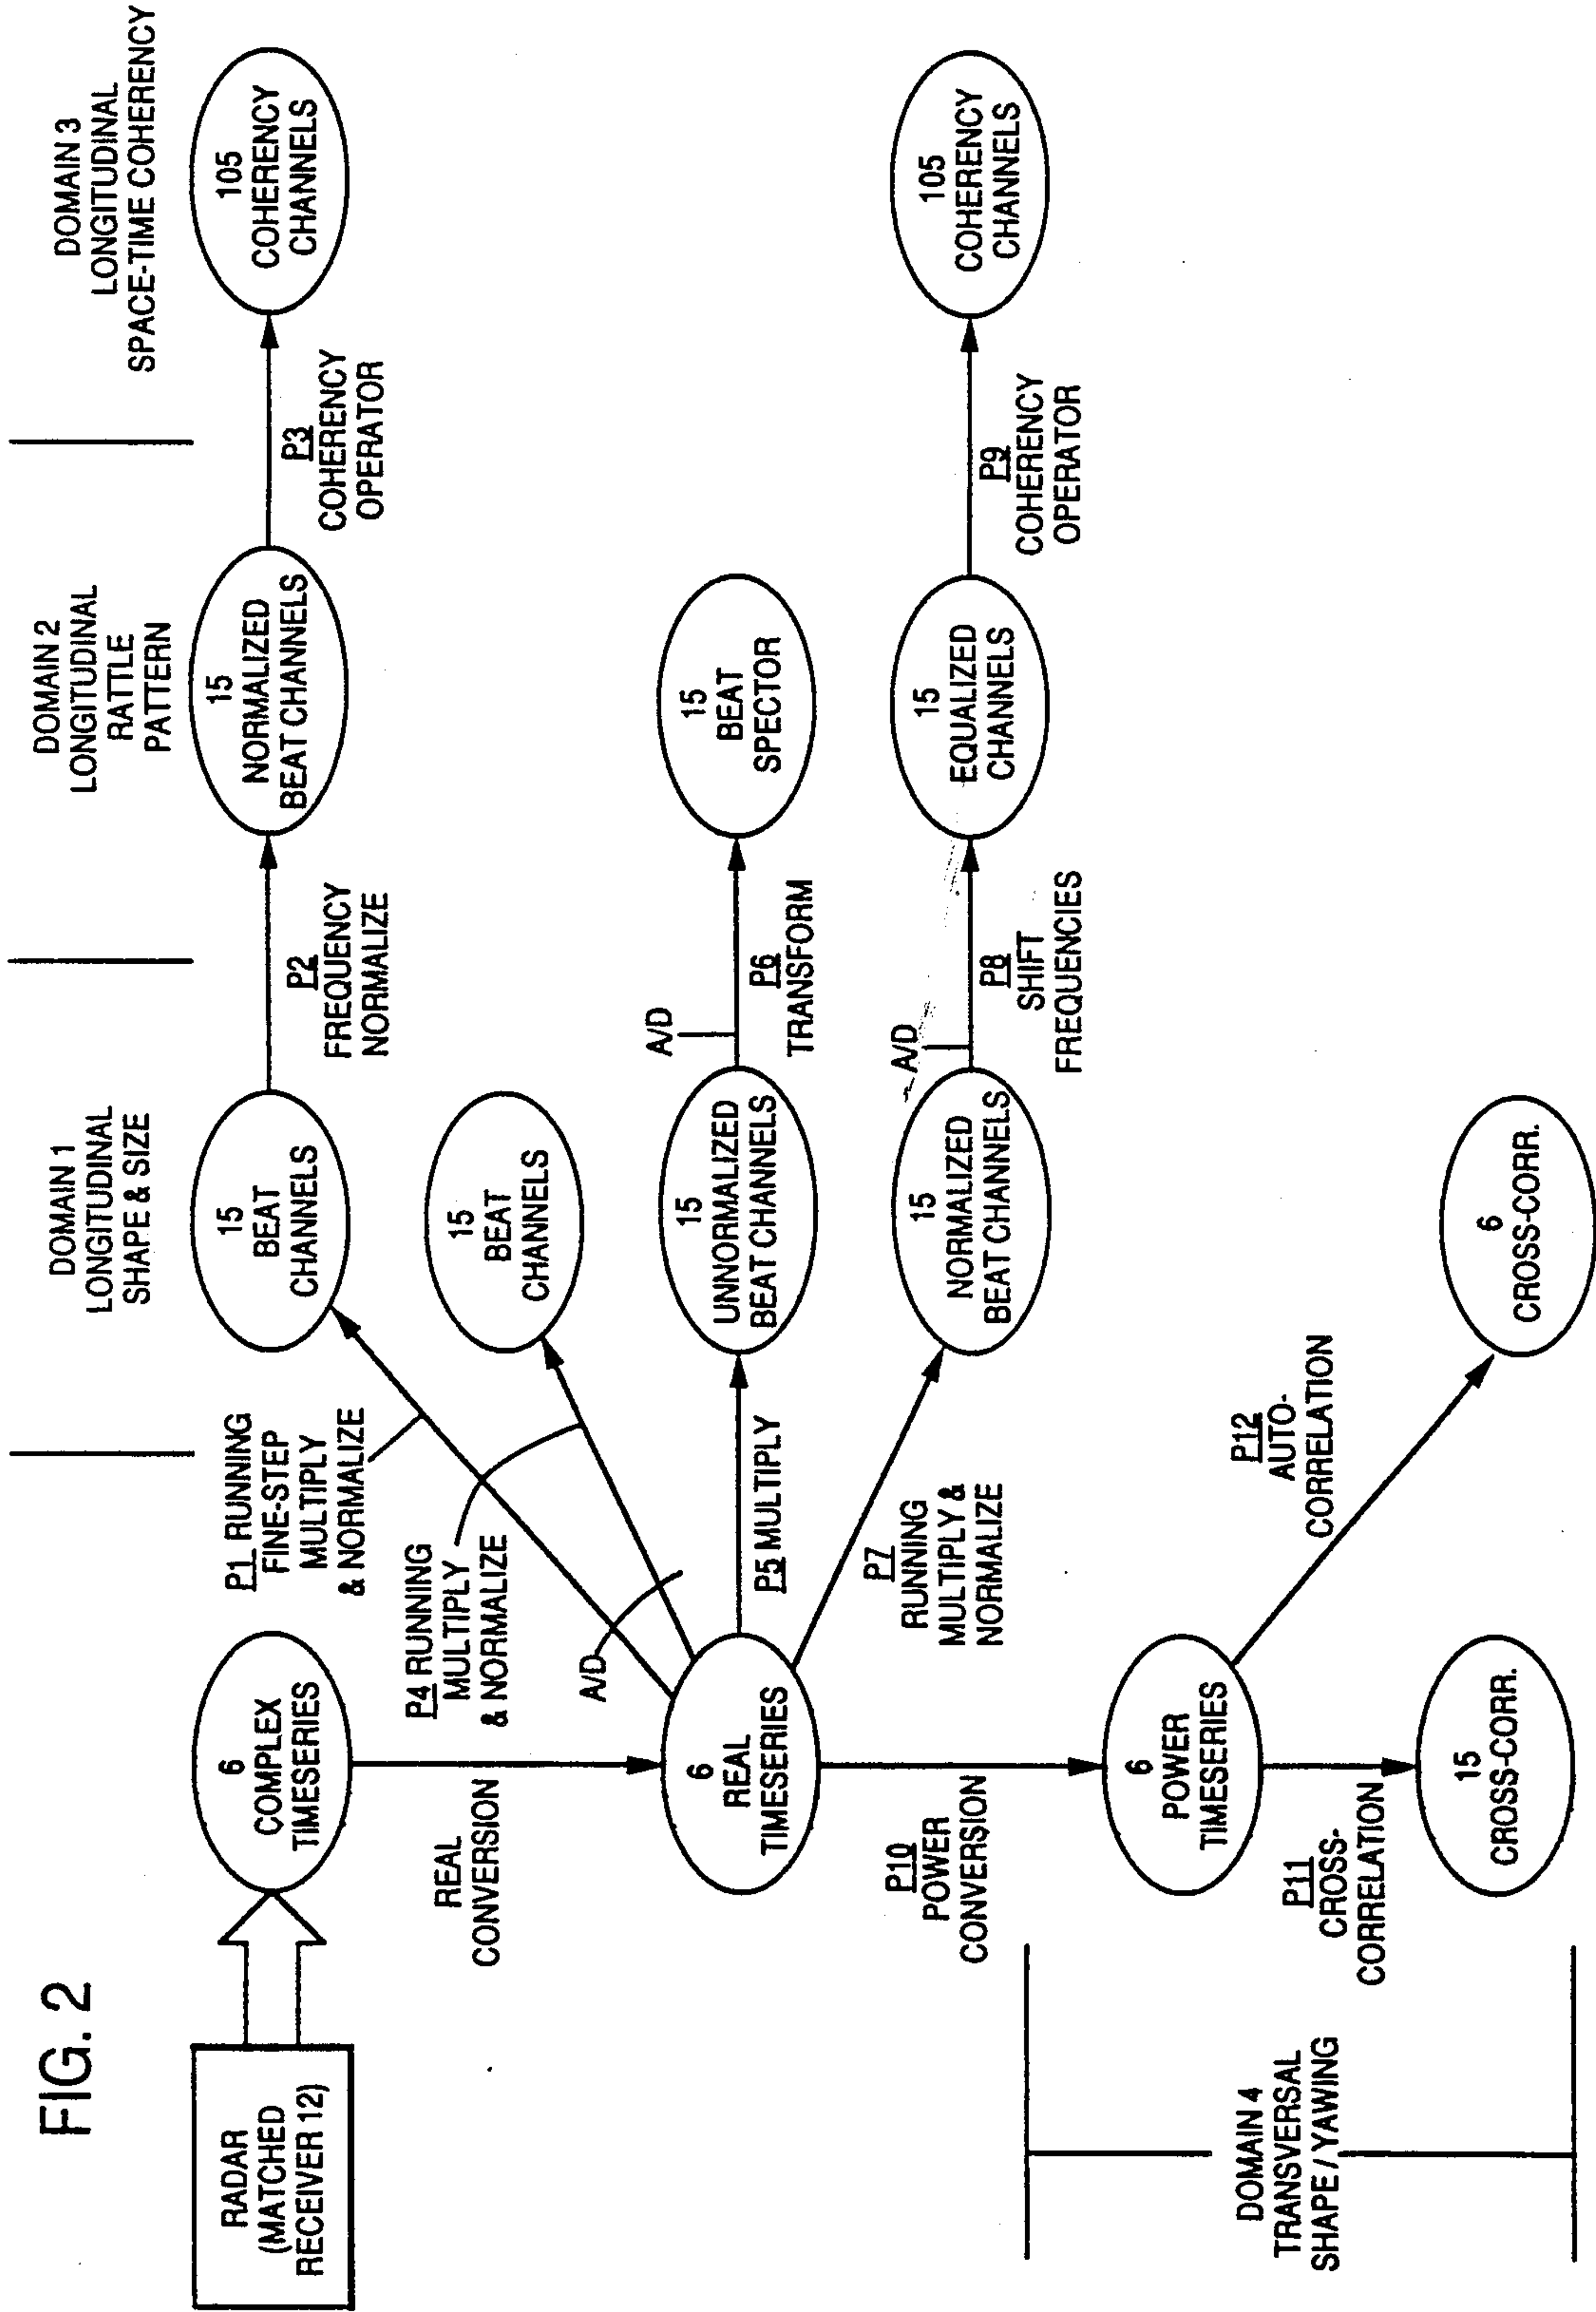 FIG. 2
DOMAIN 1
LONGITUDINAL
SHAPE & SIZE
DOMAIN 2
LONGITUDINAL
RATTLE
PATTERN
DOMAIN 3
LONGITUDINAL
SPACE-TIME COHERENCY
RADAR
(MATCHED
RECEIVER 12)
6
COMPLEX
TIMESERIES
P1 RUNNING
FINE-STEP
MULTIPLY
& NORMALIZE
15
BEAT
CHANNELS
P2
FREQUENCY
NORMALIZE
15
NORMALIZED
BEAT CHANNELS
P3
COHERENCY
OPERATOR
105
COHERENCY
CHANNELS
REAL
CONVERSION
P4 RUNNING
MULTIPLY
& NORMALIZE
15
BEAT
CHANNELS
A/D
6
REAL
TIMESERIES
P5 MULTIPLY
15
UNNORMALIZED
BEAT CHANNELS
A/D
P6
TRANSFORM
15
BEAT
SPECTOR
P7
RUNNING
MULTIPLY &
NORMALIZE
15
NORMALIZED
BEAT CHANNELS
A/D
P8
SHIFT
FREQUENCIES
15
EQUALIZED
CHANNELS
P9
COHERENCY
OPERATOR
105
COHERENCY
CHANNELS
P10
POWER
CONVERSION
6
POWER
TIMESERIES
P12
AUTO-
CORRELATION
6
CROSS-CORR.
DOMAIN 4
TRANSVERSAL
SHAPE / YAWING
P11
CROSS-
CORRELATION
15
CROSS-CORR.